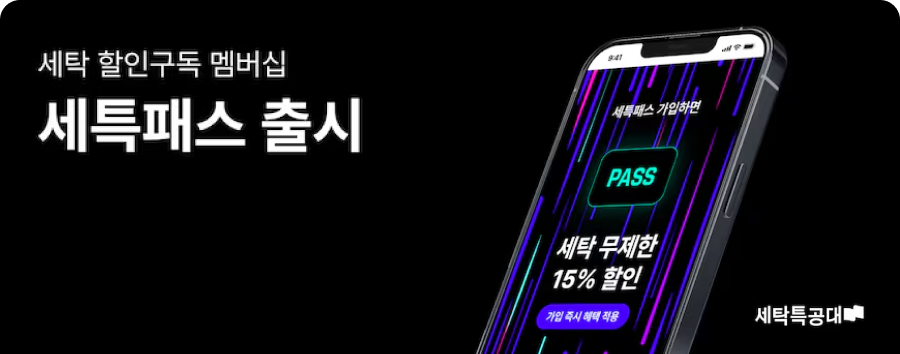 세탁 할인구독 멤버십
세특패스 출시
9:41
세특패스 가입하면
PASS
세탁 무제한
15% 할인
가입 즉시 혜택 적용
세탁특공대